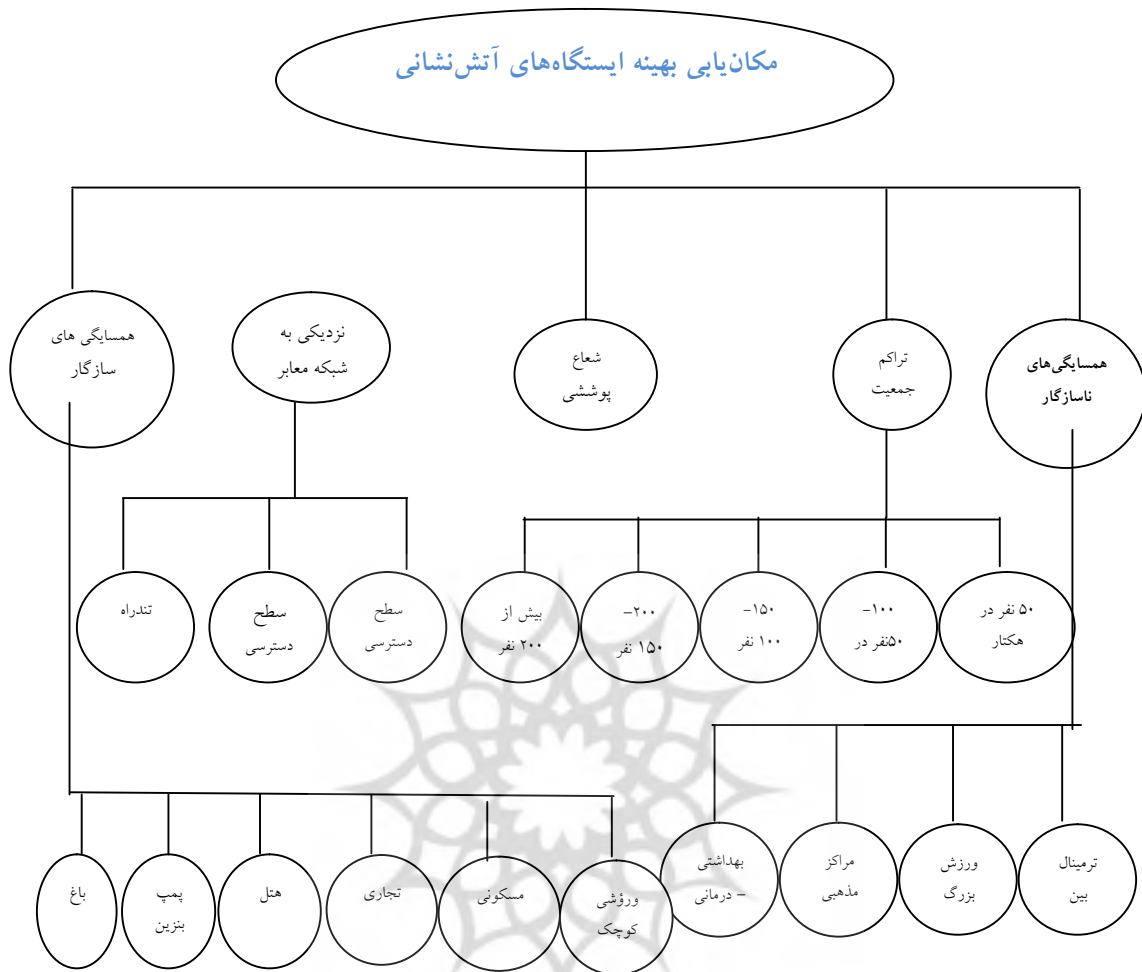 مکان‌یابی بهینه ایستگاه‌های آتش‌نشانی
همسایگی‌های
ناسازگار
تراکم
جمعیت
شعاع
پوششی
نزدیکی به
شبکه معابر
همسایگی های
سازگار
۵۰ نفر در
هکتار
۱۰۰-
۵۰نفر در
۱۵۰-
۱۰۰ نفر
۲۰۰-
۱۵۰ نفر
بیش از
۲۰۰ نفر
سطح
دسترسی
سطح
دسترسی
تندراه
ترمینال
بین
ورزش
بزرگ
مراکز
مذهبی
بهداشتی
- درمانی
ورؤشی
کوچک
مسکونی
تجاری
هتل
پمپ
بنزین
باغ